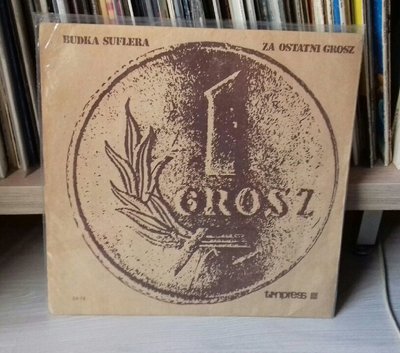 BUDKA SUFLERA
ZA OSTATNI GROSZ
1
GROSZ
tonpress